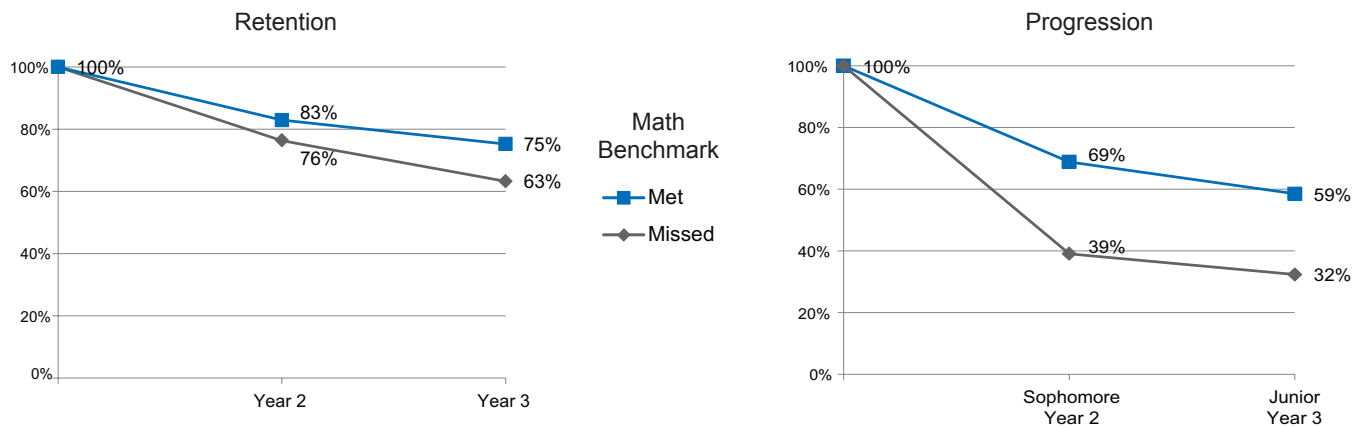 Retention
100%
80%
60%
40%
20%
0%
100%
83%
76%
75%
63%
Year 2
Year 3
Math
Benchmark
Met
Missed
Progression
100%
80%
60%
40%
20%
0%
100%
69%
39%
59%
32%
Sophomore
Year 2
Junior
Year 3